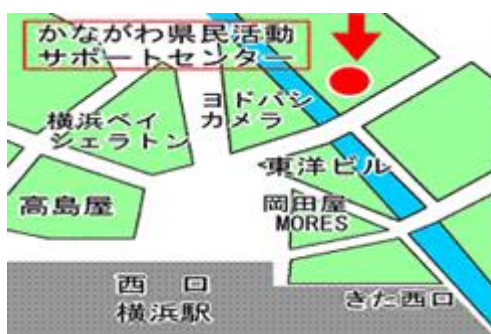 かながわ県民活動
サポートセンター
ヨドバシ
カメラ
横浜ベイ
シェラトン
東洋ビル
高島屋
岡田屋
MORES
西 口
横浜駅
きた西口